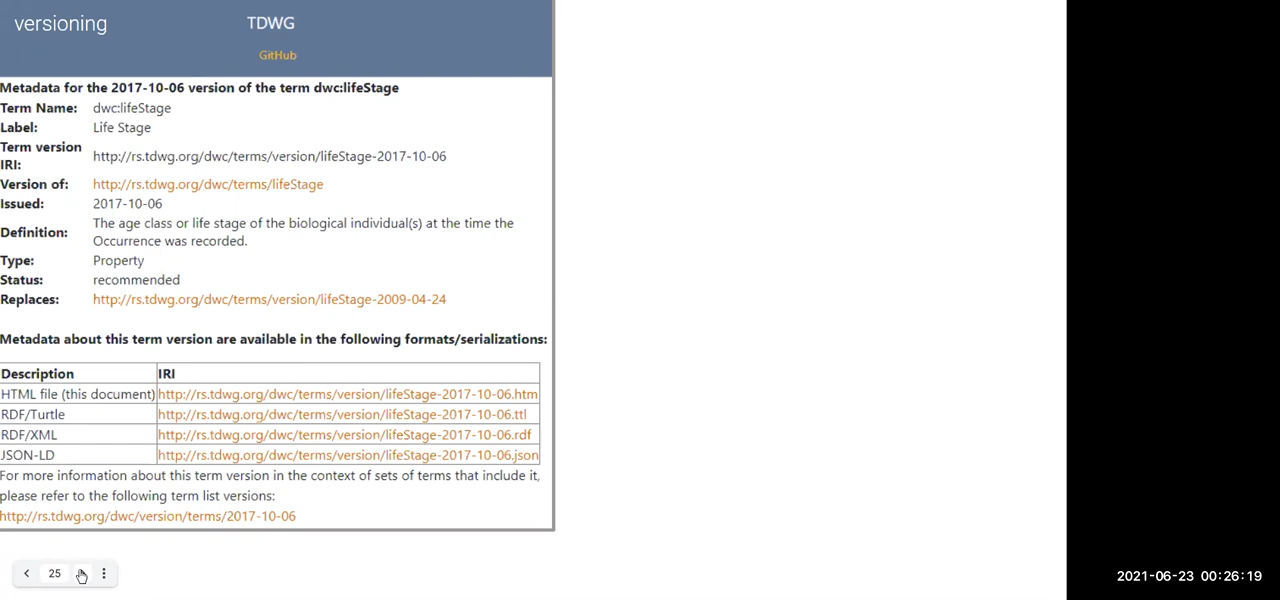 versioning
TDWG
GitHub
Metadata for the 2017-10-06 version of the term dwc:lifeStage
Term Name: dwc:lifeStage
Label: Life Stage
Term version IRI: http://rs.tdwg.org/dwc/terms/version/lifeStage-2017-10-06
Version of: http://rs.tdwg.org/dwc/terms/lifeStage
Issued: 2017-10-06
Definition: The age class or life stage of the biological individual(s) at the time the
Occurrence was recorded.
Type: Property
Status: recommended
Replaces: http://rs.tdwg.org/dwc/terms/version/lifeStage-2009-04-24
Metadata about this term version are available in the following formats/serializations:
Description IRI
HTML file (this document) http://rs.tdwg.org/dwc/terms/version/lifeStage-2017-10-06.htm
RDF/Turtle http://rs.tdwg.org/dwc/terms/version/lifeStage-2017-10-06.ttl
RDF/XML http://rs.tdwg.org/dwc/terms/version/lifeStage-2017-10-06.rdf
JSON-LD http://rs.tdwg.org/dwc/terms/version/lifeStage-2017-10-06.json
For more information about this term version in the context of sets of terms that include it,
please refer to the following term list versions:
http://rs.tdwg.org/dwc/version/terms/2017-10-06
25
2021-06-23 00:26:19